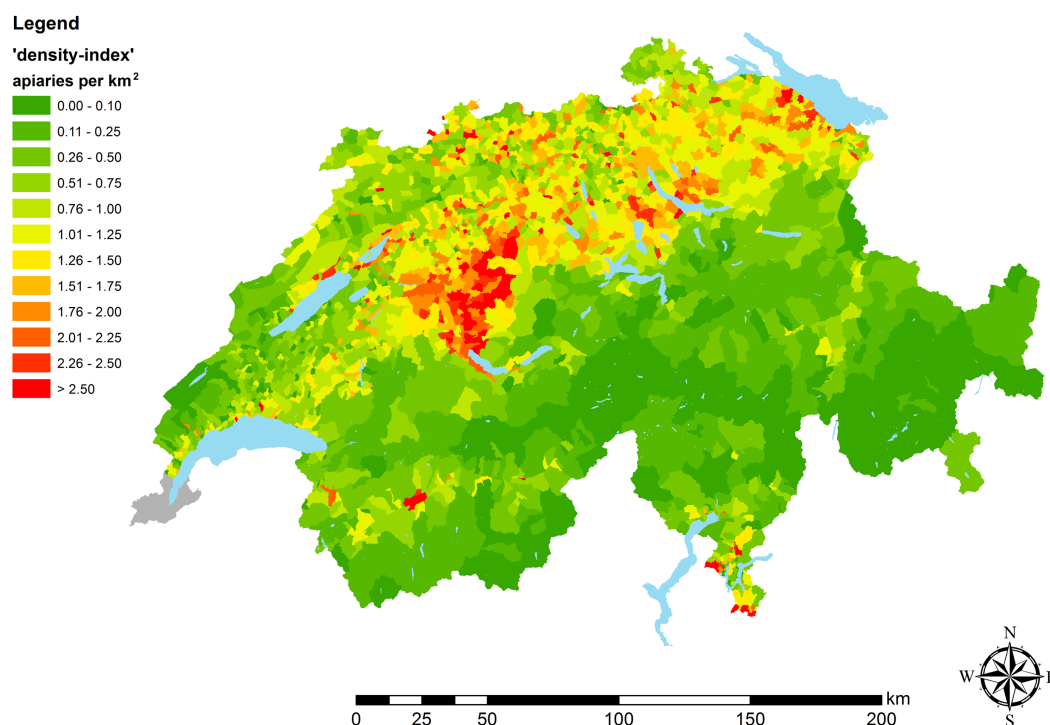 Legend
'density-index'
apiaries per km²
0.00 - 0.10
0.11 - 0.25
0.26 - 0.50
0.51 - 0.75
0.76 - 1.00
1.01 - 1.25
1.26 - 1.50
1.51 - 1.75
1.76 - 2.00
2.01 - 2.25
2.26 - 2.50
> 2.50
N
W E
S
km
0 25 50 100 150 200